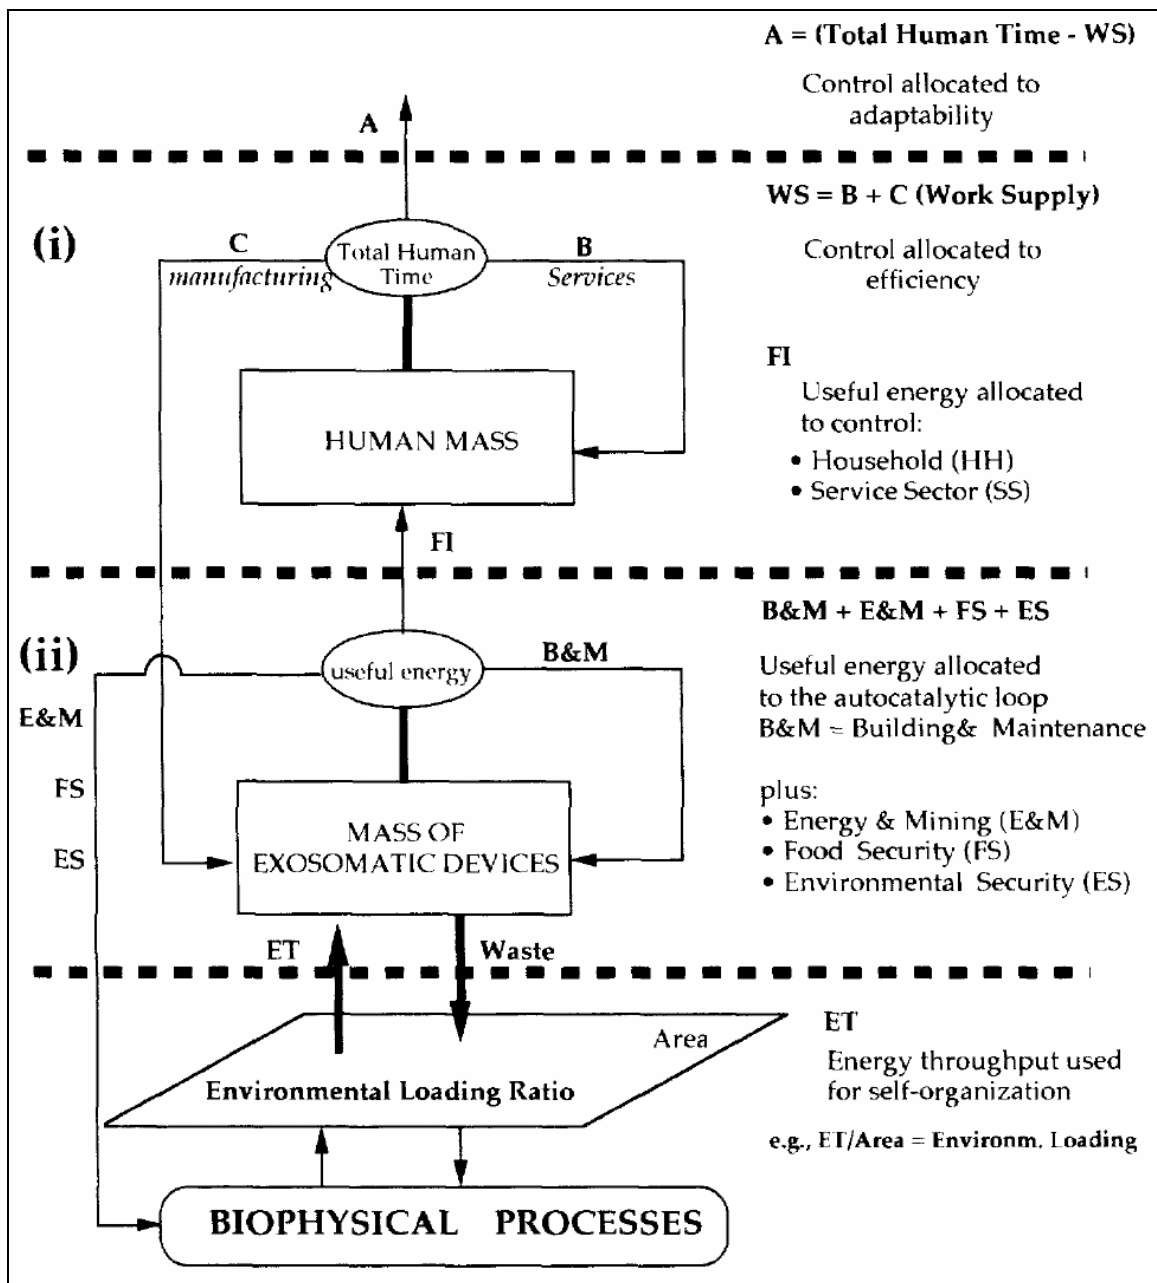 A = (Total Human Time - WS)
Control allocated to
adaptability
A
WS = B + C (Work Supply)
(i)
C
manufacturing
Total Human
Time
B
Services
Control allocated to
efficiency
FI
Useful energy allocated
to control:
• Household (HH)
• Service Sector (SS)
HUMAN MASS
FI
B&M + E&M + FS + ES
(ii)
useful energy
B&M
Useful energy allocated
to the autocatalytic loop
B&M = Building& Maintenance
E&M
FS
ES
plus:
• Energy & Mining (E&M)
• Food Security (FS)
• Environmental Security (ES)
MASS OF
EXOSOMATIC DEVICES
ET
Waste
Area
Environmental Loading Ratio
ET
Energy throughput used
for self-organization
e.g., ET/Area = Environm. Loading
BIOPHYSICAL PROCESSES